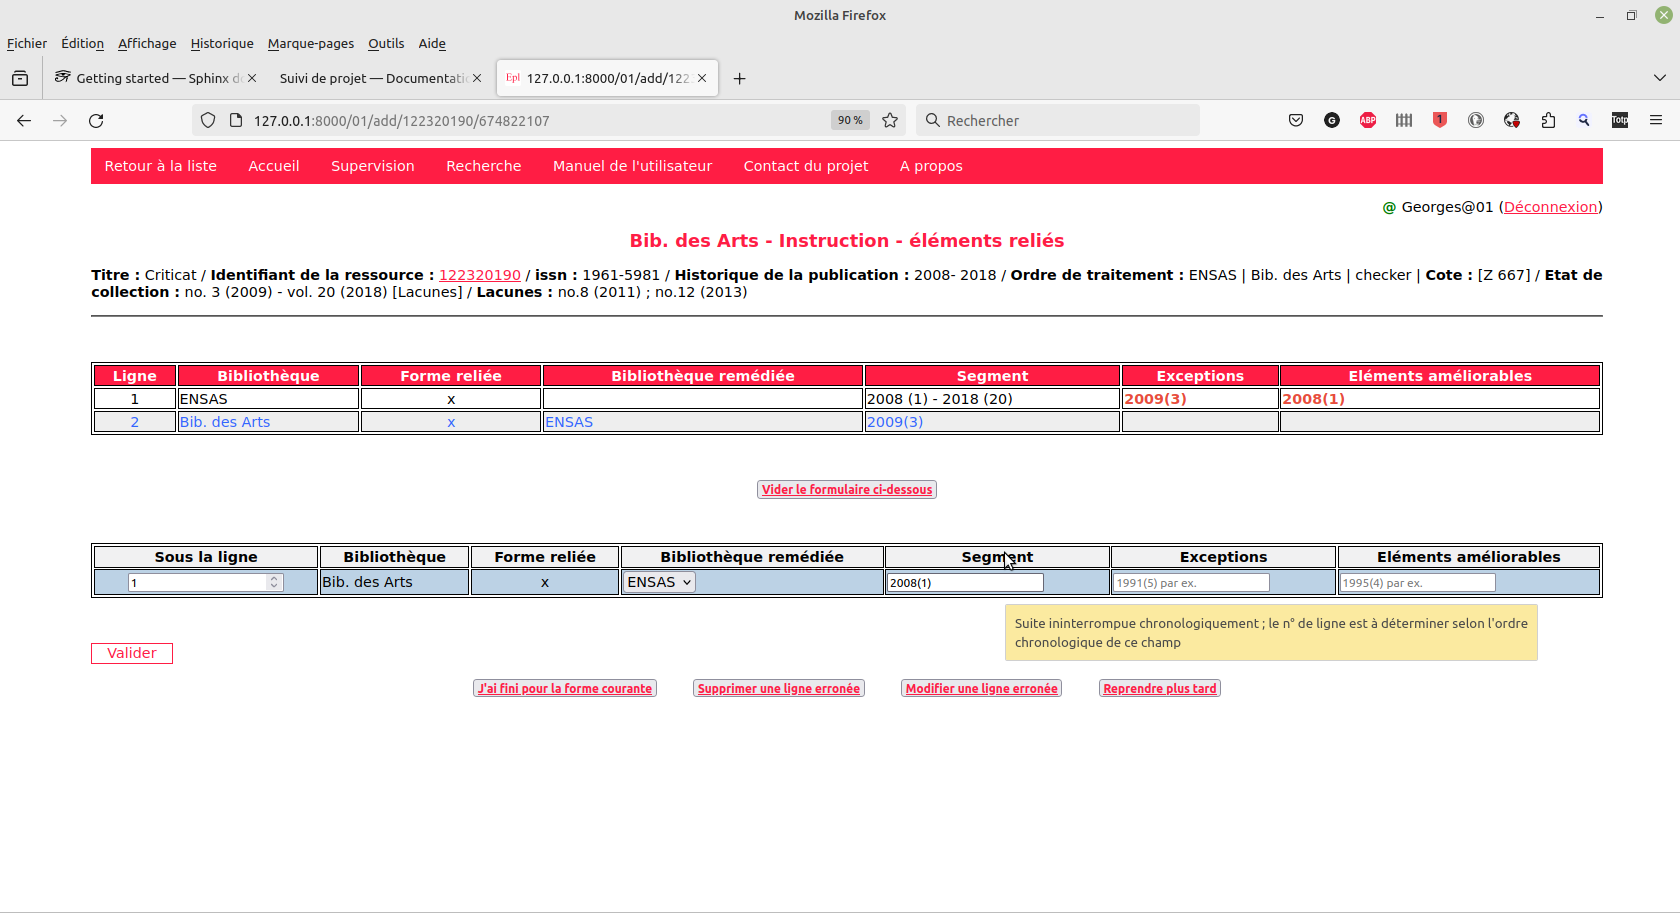 Mozilla Firefox
Fichier Édition Affichage Historique Marque-pages Outils Aide
Getting started — Sphinx d
Suivi de projet — Documentati
Epl 127.0.0.1:8000/01/add/122
127.0.0.1:8000/01/add/122320190/674822107
90 %
Rechercher
G ABP 1 Totp
Retour à la liste Accueil Supervision Recherche Manuel de l'utilisateur Contact du projet A propos
@ Georges@01 (Déconnexion)
Bib. des Arts - Instruction - éléments reliés
Titre : Criticat / Identifiant de la ressource : 122320190 / issn : 1961-5981 / Historique de la publication : 2008- 2018 / Ordre de traitement : ENSAS | Bib. des Arts | checker | Cote : [Z 667] / Etat de
collection : no. 3 (2009) - vol. 20 (2018) [Lacunes] / Lacunes : no.8 (2011) ; no.12 (2013)
Ligne Bibliothèque Forme reliée Bibliothèque remédiée Segment Exceptions Eléments améliorables
1 ENSAS x 2008 (1) - 2018 (20) 2009(3) 2008(1)
2 Bib. des Arts x ENSAS 2009(3)
Vider le formulaire ci-dessous
Sous la ligne Bibliothèque Forme reliée Bibliothèque remédiée Segment Exceptions Eléments améliorables
1 Bib. des Arts x ENSAS 2008(1) 1991(5) par ex. 1995(4) par ex.
Suite ininterrompue chronologiquement ; le n° de ligne est à déterminer selon l'ordre
chronologique de ce champ
Valider
J'ai fini pour la forme courante Supprimer une ligne erronée Modifier une ligne erronée Reprendre plus tard